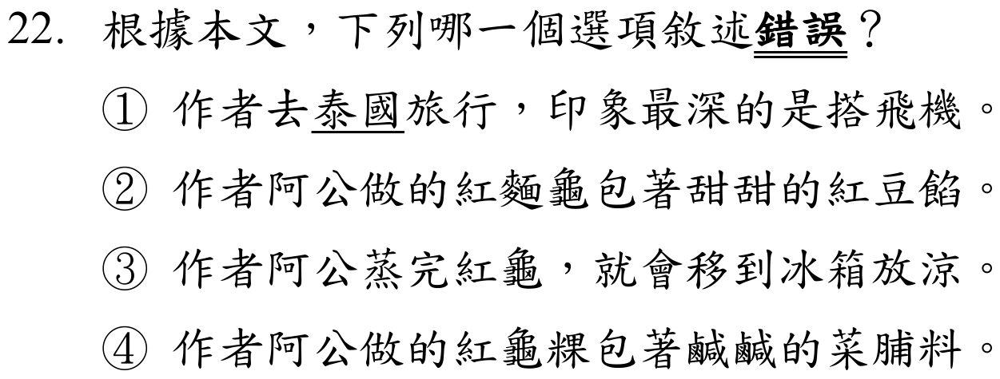 22. 根據本文，下列哪一個選項敘述錯誤？
① 作者去泰國旅行，印象最深的是搭飛機。
② 作者阿公做的紅麵龜包著甜甜的紅豆餡。
③ 作者阿公蒸完紅龜，就會移到冰箱放涼。
④ 作者阿公做的紅龜粿包著鹹鹹的菜脯料。